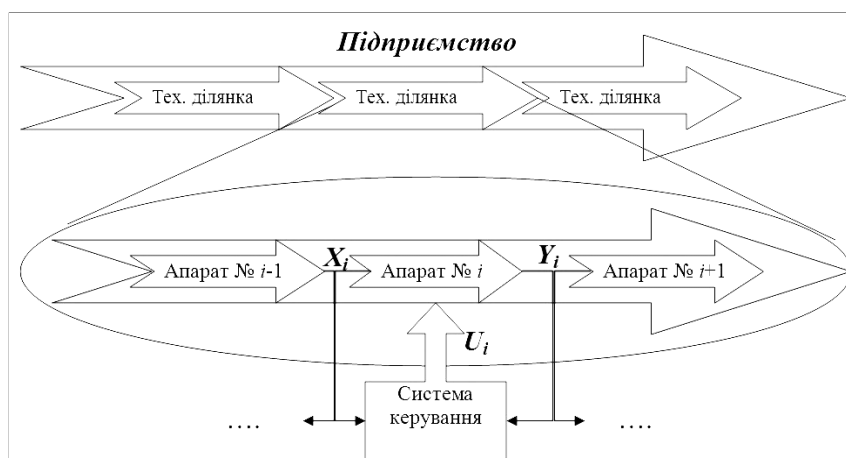 Підприємство
Тех. ділянка Тех. ділянка Тех. ділянка
Апарат № i-1 Xi Апарат № i Yi Апарат № i+1
Ui
Система
керування
.... ....